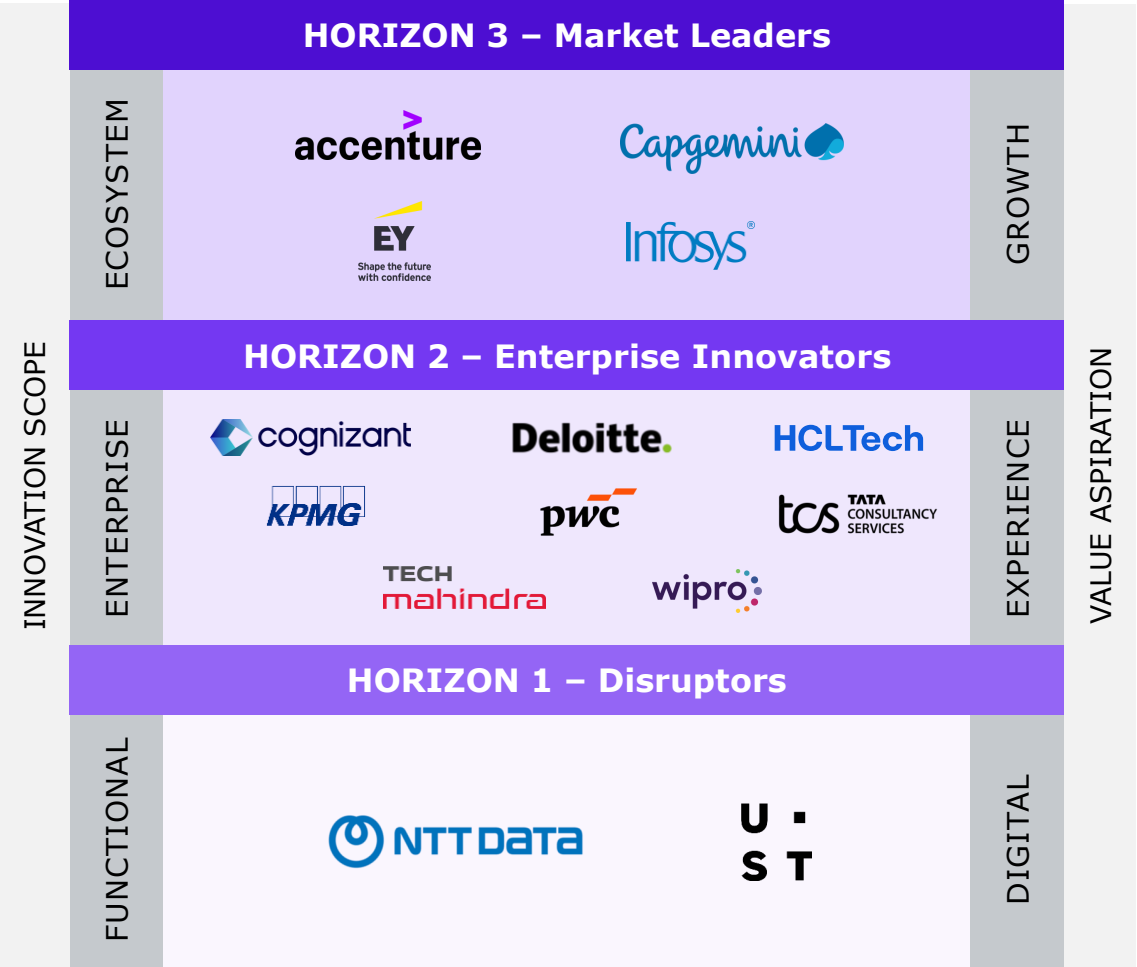 HORIZON 3 – Market Leaders
INNOVATION SCOPE
ECOSYSTEM
accenture
Capgemini
EY
Shape the future
with confidence
Infosys®
GROWTH
VALUE ASPIRATION
HORIZON 2 – Enterprise Innovators
ENTERPRISE
cognizant
Deloitte.
HCLTech
KPMG
pwc
tcs TATA
CONSULTANCY
SERVICES
TECH
mahindra
wipro
EXPERIENCE
HORIZON 1 – Disruptors
FUNCTIONAL
NTT DATA
U
S T
DIGITAL